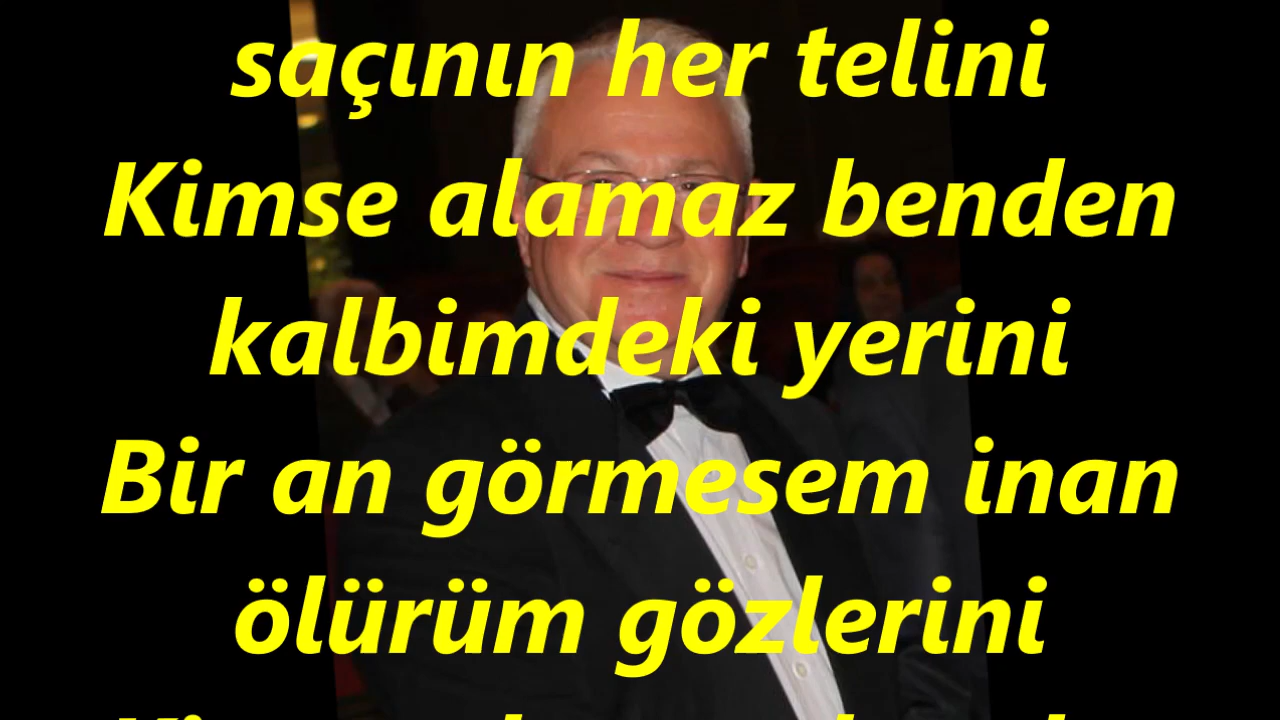 saçının her telini
Kimse alamaz benden
kalbimdeki yerini
Bir an görmesem inan
ölürüm gözlerini